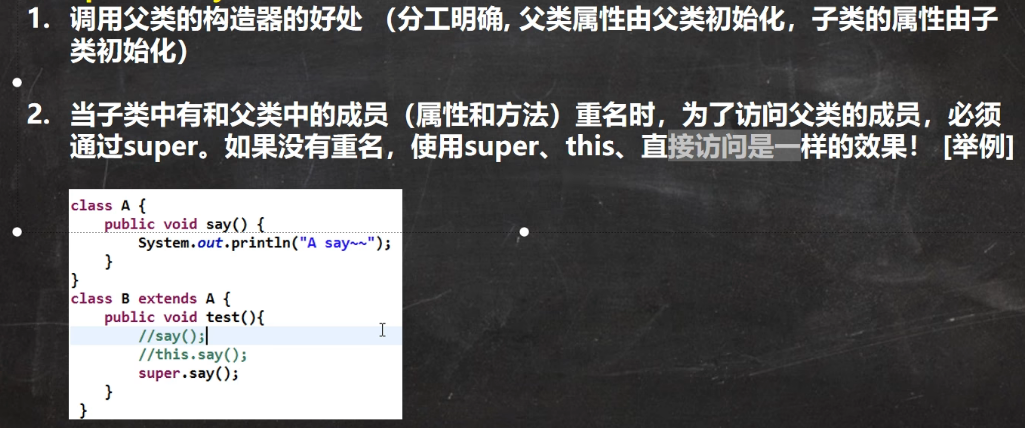 1. 调用父类的构造器的好处 （分工明确, 父类属性由父类初始化，子类的属性由子
类初始化）
2. 当子类中有和父类中的成员（属性和方法）重名时，为了访问父类的成员，必须
通过super。如果没有重名，使用super、this、直接访问是一样的效果！ [举例]
class A {
    public void say() {
        System.out.println("A say~~");
    }
}
class B extends A {
    public void test(){
        //say();
        //this.say();
        super.say();
    }
}